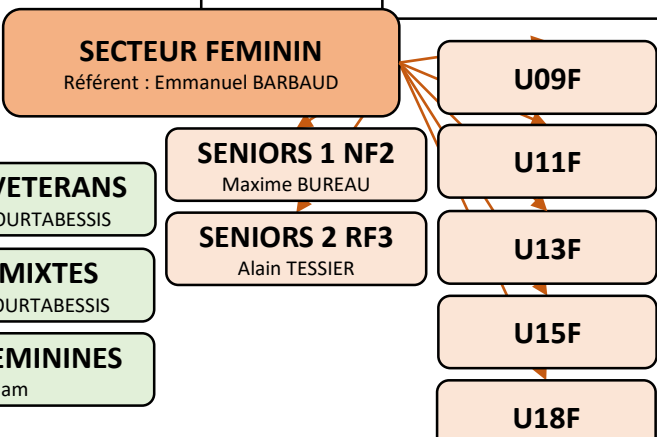 SECTEUR FEMININ
Référent : Emmanuel BARBAUD
SENIORS 1 NF2
Maxime BUREAU
SENIORS 2 RF3
Alain TESSIER
VETERANS
OURTABESSIS
MIXTES
OURTABESSIS
EMININES
am
U09F
U11F
U13F
U15F
U18F